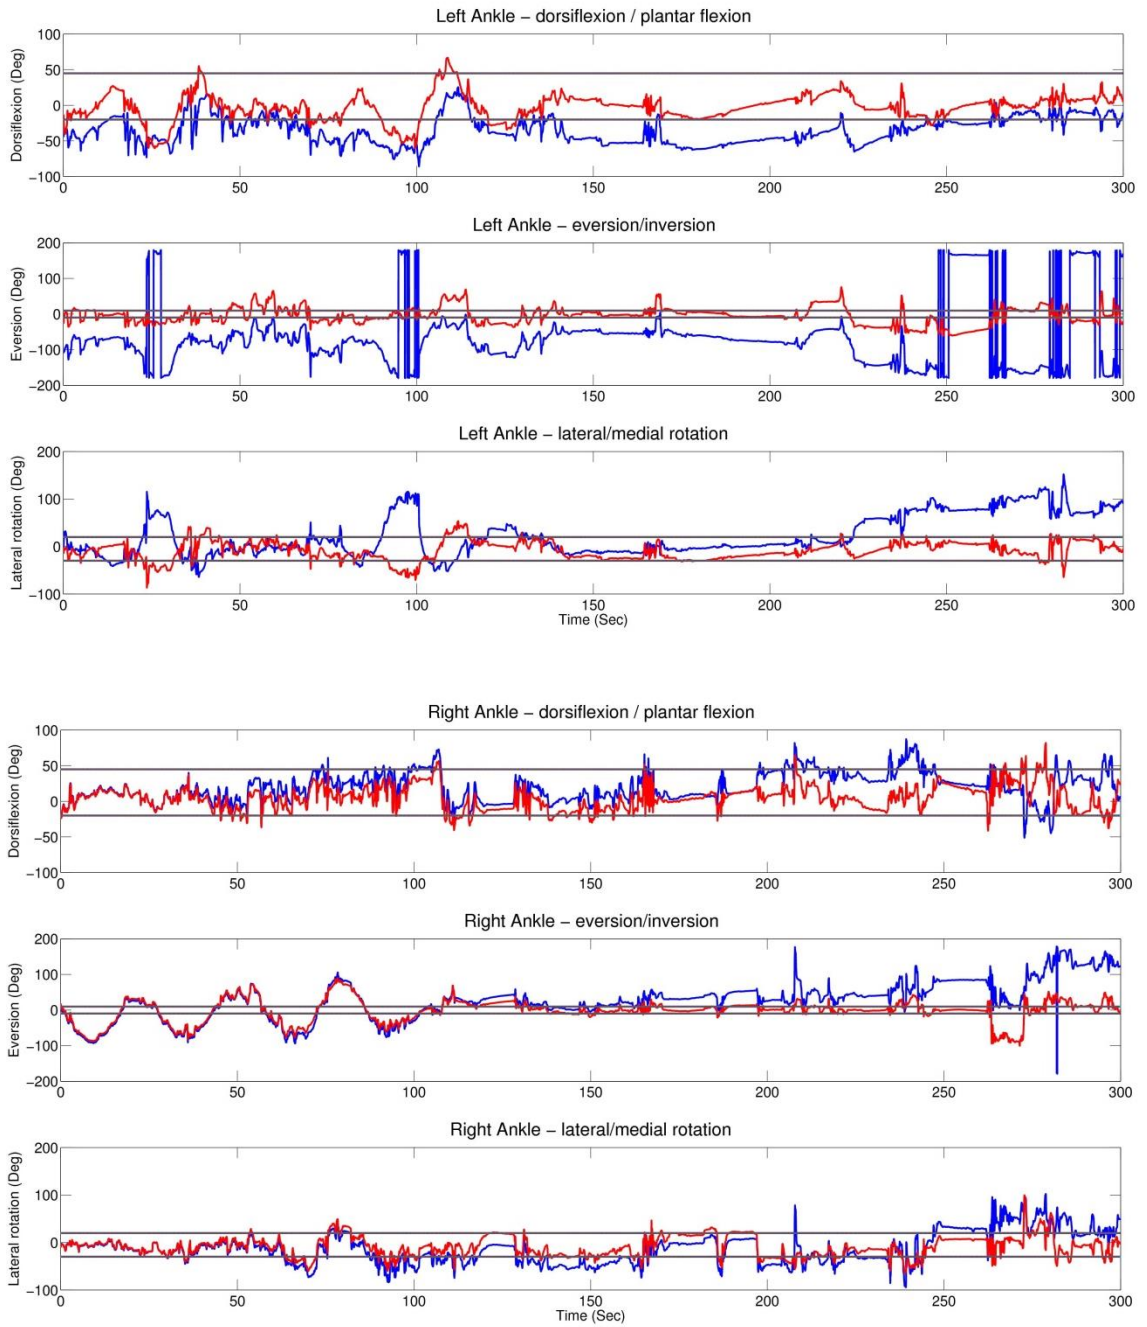 Left Ankle – dorsiflexion / plantar flexion
Dorsiflexion (Deg)
100
50
0
−50
−100
0 50 100 150 200 250 300
Left Ankle – eversion/inversion
Eversion (Deg)
200
100
0
−100
−200
0 50 100 150 200 250 300
Left Ankle – lateral/medial rotation
Lateral rotation (Deg)
200
100
0
−100
0 50 100 150 200 250 300
Time (Sec)
Right Ankle – dorsiflexion / plantar flexion
Dorsiflexion (Deg)
100
50
0
−50
−100
0 50 100 150 200 250 300
Right Ankle – eversion/inversion
Eversion (Deg)
200
100
0
−100
−200
0 50 100 150 200 250 300
Right Ankle – lateral/medial rotation
Lateral rotation (Deg)
200
100
0
−100
0 50 100 150 200 250 300
Time (Sec)